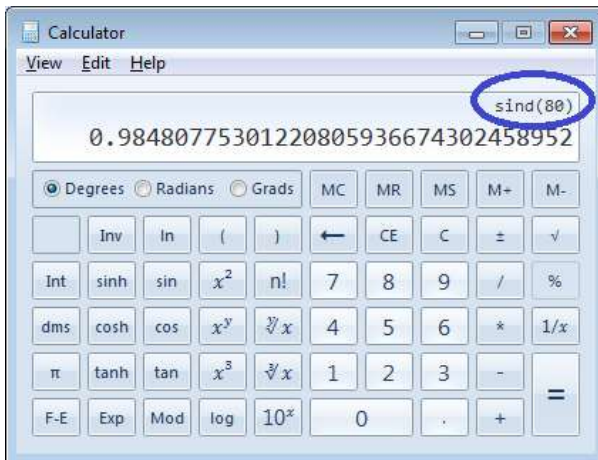 Calculator
View Edit Help
sind(80)
0.98480775301220805936674302458952
Degrees Radians Grads MC MR MS M+ M-
Inv ln ( ) ← CE C ± √
Int sinh sin x² n! 7 8 9 / %
dms cosh cos xʸ ʸ√x 4 5 6 * 1/x
π tanh tan x³ ³√x 1 2 3 - =
F-E Exp Mod log 10ˣ 0 . +